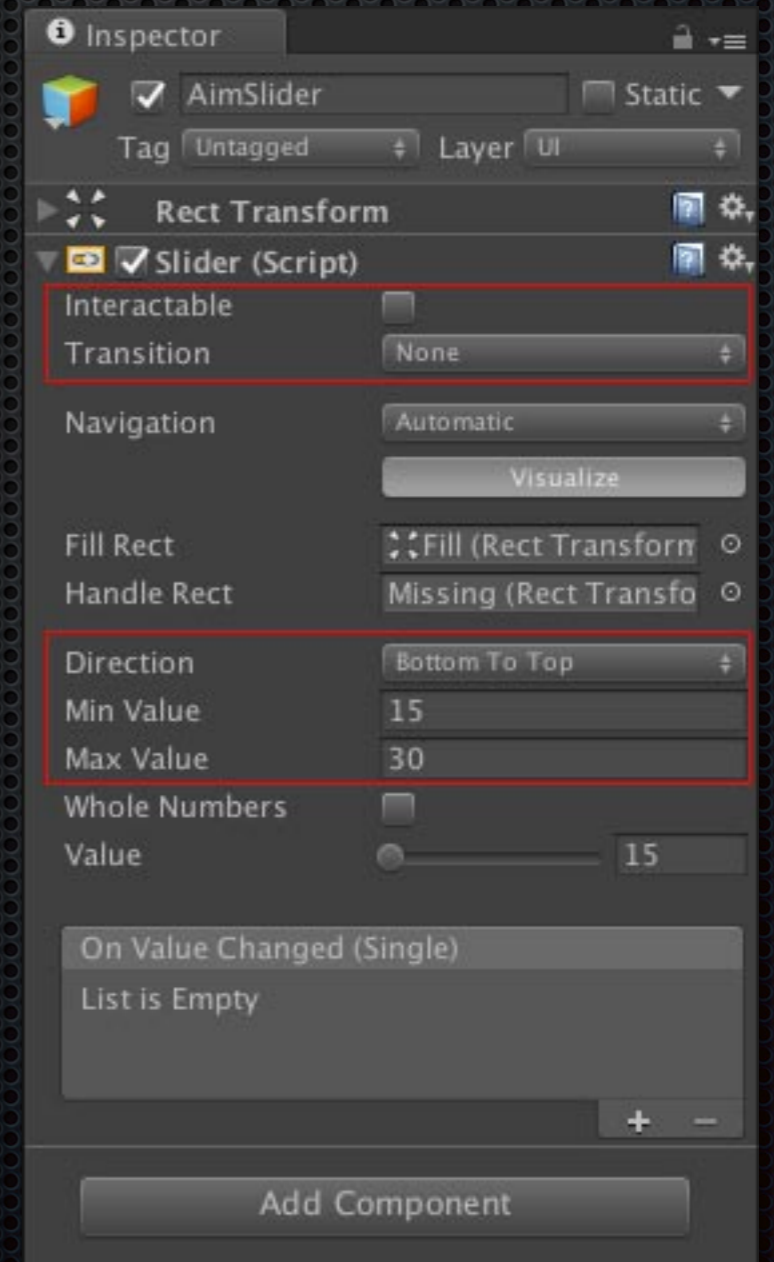 Inspector
AimSlider Static
Tag Untagged Layer UI
Rect Transform
Slider (Script)
Interactable
Transition None
Navigation Automatic
Visualize
Fill Rect Fill (Rect Transform
Handle Rect Missing (Rect Transfo
Direction Bottom To Top
Min Value 15
Max Value 30
Whole Numbers
Value 15
On Value Changed (Single)
List is Empty
Add Component